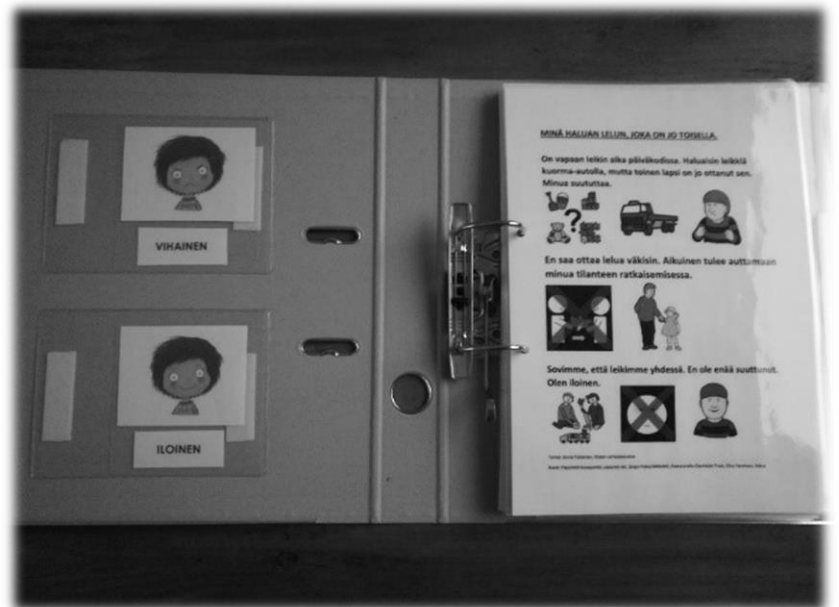 VIHAINEN
ILOINEN
MINÄ HALUAN LELUN, JOKA ON JO TOISELLA.
On vapaan leikin aika päiväkodissa. Haluaisin leikkiä
kuorma-autolla, mutta toinen lapsi on jo ottanut sen.
Minua suututtaa.
?
En saa ottaa lelua väkisin. Aikuinen tulee auttamaan
minua tilanteen ratkaisemisessa.
Sovimme, että leikimme yhdessä. En ole enää suuttunut.
Olen iloinen.